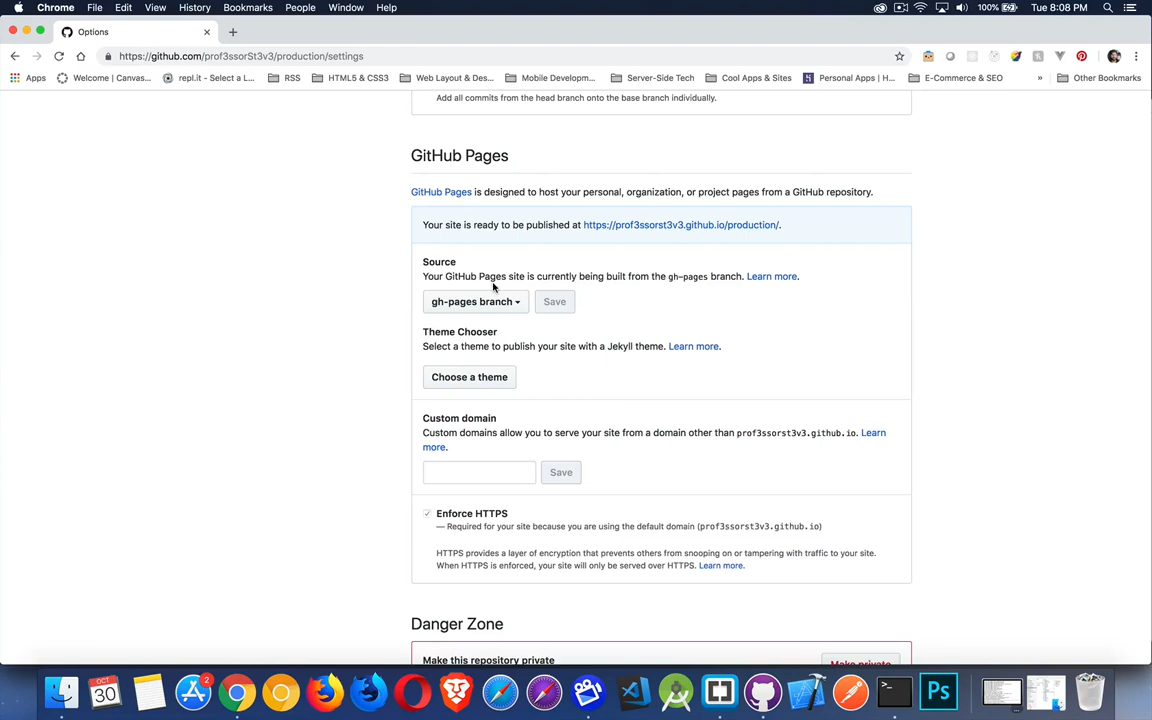 Chrome File Edit View History Bookmarks People Window Help 100% Tue 8:08 PM
Options
https://github.com/prof3ssorSt3v3/production/settings
Apps Welcome | Canvas... repl.it - Select a L... RSS HTML5 & CSS3 Web Layout & Des... Mobile Developm... Server-Side Tech Cool Apps & Sites Personal Apps | H... E-Commerce & SEO » Other Bookmarks
Add all commits from the head branch onto the base branch individually.
GitHub Pages
GitHub Pages is designed to host your personal, organization, or project pages from a GitHub repository.
Your site is ready to be published at https://prof3ssorst3v3.github.io/production/.
Source
Your GitHub Pages site is currently being built from the gh-pages branch. Learn more.
gh-pages branch Save
Theme Chooser
Select a theme to publish your site with a Jekyll theme. Learn more.
Choose a theme
Custom domain
Custom domains allow you to serve your site from a domain other than prof3ssorst3v3.github.io. Learn
more.
Save
Enforce HTTPS
— Required for your site because you are using the default domain (prof3ssorst3v3.github.io)
HTTPS provides a layer of encryption that prevents others from snooping on or tampering with traffic to your site.
When HTTPS is enforced, your site will only be served over HTTPS. Learn more.
Danger Zone
Make this repository private
Make private
OCT
30
2
>_
Ps